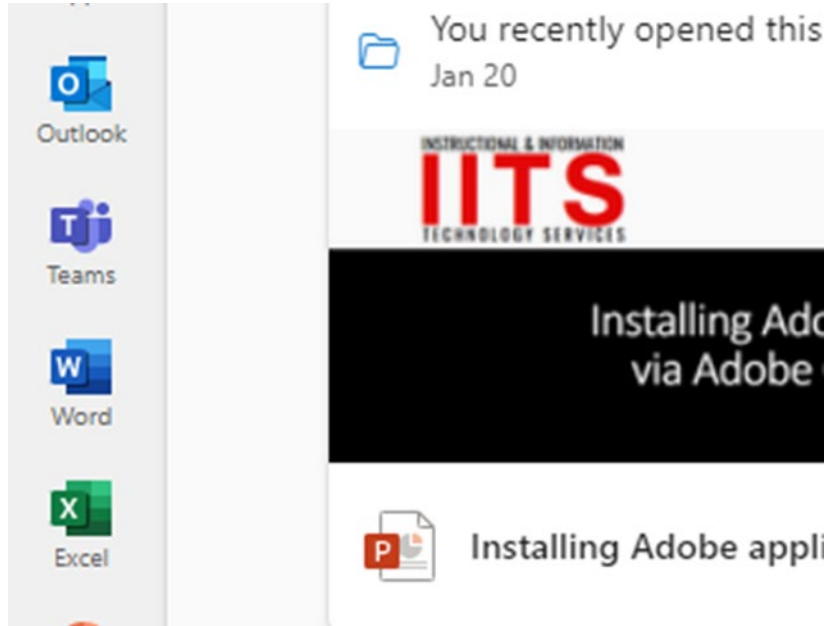 Outlook
Teams
Word
Excel
You recently opened this
Jan 20
INSTRUCTIONAL & INFORMATION
IITS
TECHNOLOGY SERVICES
Installing Ado
via Adobe
Installing Adobe appli